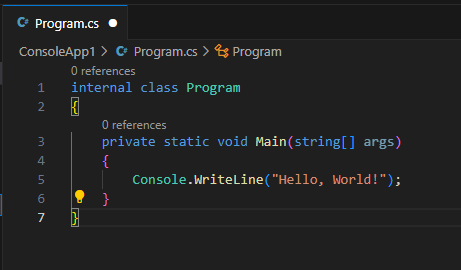 C# Program.cs
ConsoleApp1 > C# Program.cs > Program
0 references
1 internal class Program
2 {
0 references
3 private static void Main(string[] args)
4 {
5 Console.WriteLine("Hello, World!");
6 }
7 }